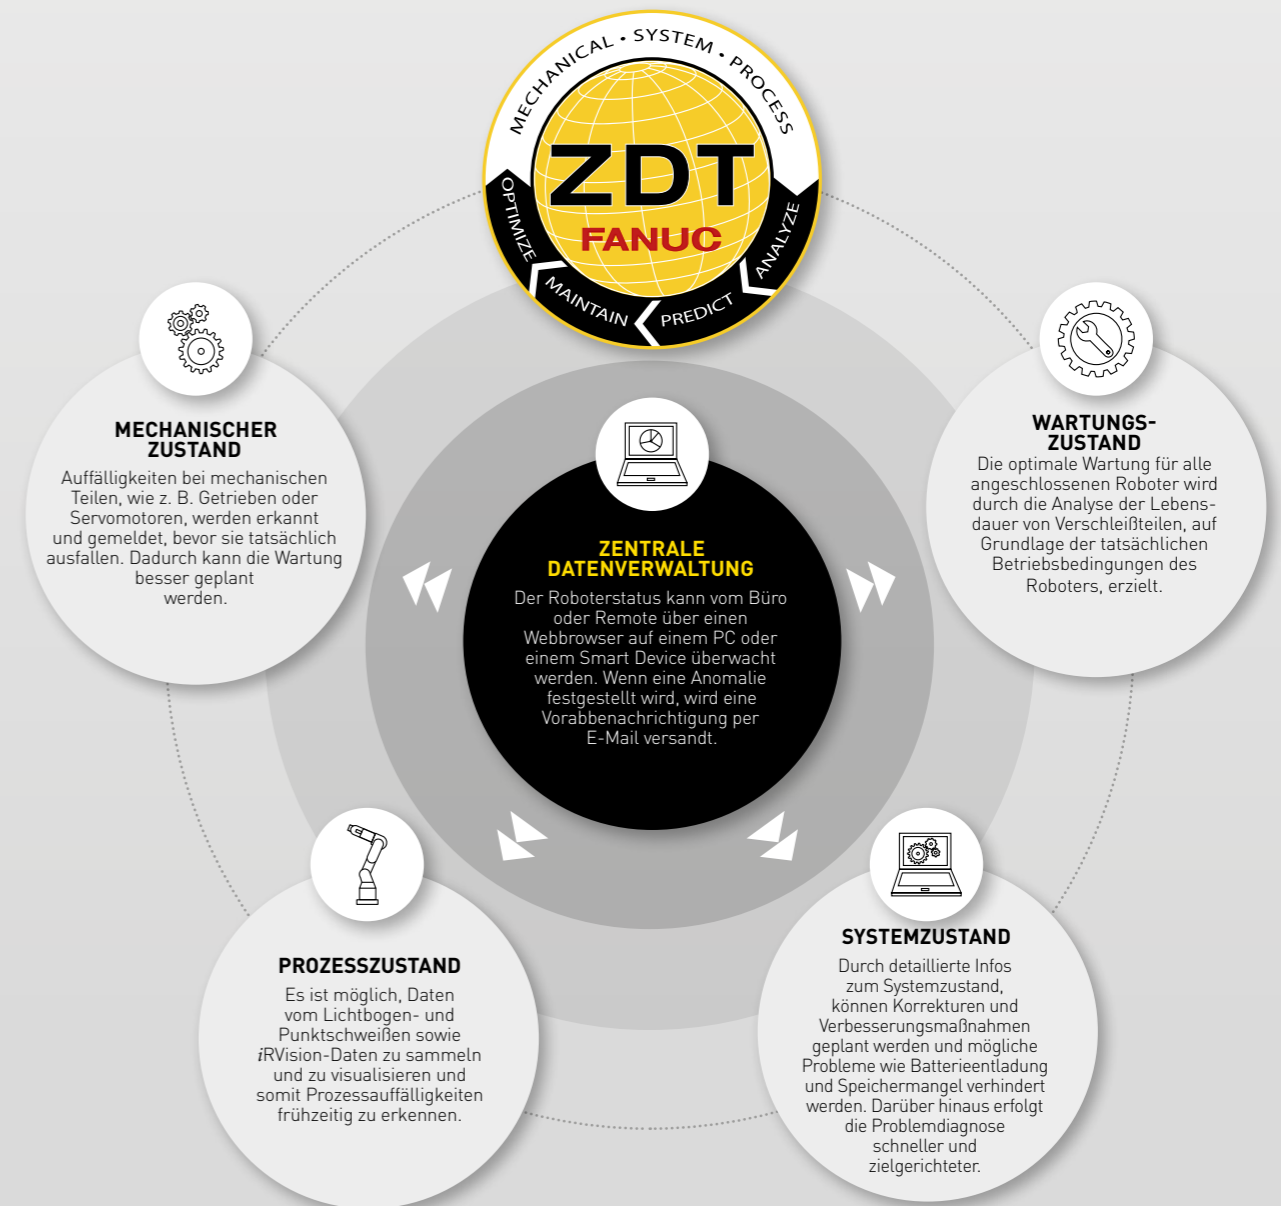 MECHANICAL • SYSTEM • PROCESS
ZDT
FANUC
ANALYZE
PREDICT
MAINTAIN
OPTIMIZE
MECHANISCHER
ZUSTAND
Auffälligkeiten bei mechanischen
Teilen, wie z. B. Getrieben oder
Servomotoren, werden erkannt
und gemeldet, bevor sie tatsächlich
ausfallen. Dadurch kann die Wartung
besser geplant
werden.
WARTUNGS-
ZUSTAND
Die optimale Wartung für alle
angeschlossenen Roboter wird
durch die Analyse der Lebens-
dauer von Verschleißteilen, auf
Grundlage der tatsächlichen
Betriebsbedingungen des
Roboters, erzielt.
ZENTRALE
DATENVERWALTUNG
Der Roboterstatus kann vom Büro
oder Remote über einen
Webbrowser auf einem PC oder
einem Smart Device überwacht
werden. Wenn eine Anomalie
festgestellt wird, wird eine
Vorabbenachrichtigung per
E-Mail versandt.
PROZESSZUSTAND
Es ist möglich, Daten
vom Lichtbogen- und
Punktschweißen sowie
iRVision-Daten zu sammeln
und zu visualisieren und
somit Prozessauffälligkeiten
frühzeitig zu erkennen.
SYSTEMZUSTAND
Durch detaillierte Infos
zum Systemzustand,
können Korrekturen und
Verbesserungsmaßnahmen
geplant werden und mögliche
Probleme wie Batterieentladung
und Speichermangel verhindert
werden. Darüber hinaus erfolgt
die Problemdiagnose
schneller und
zielgerichteter.